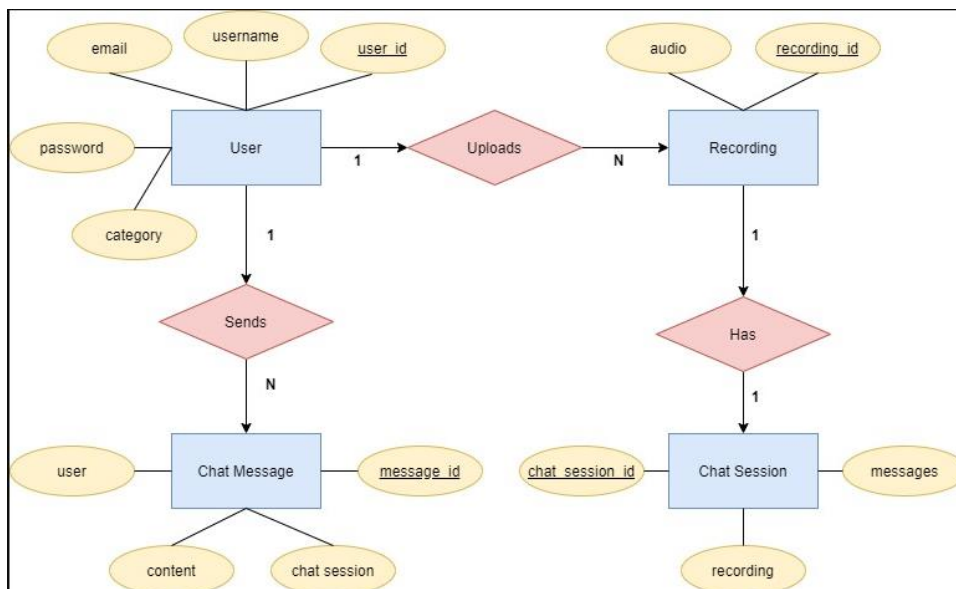 email
username
user_id
audio
recording_id
password
User
1
Uploads
N
Recording
category
1
1
Sends
Has
N
1
user
Chat Message
message_id
chat_session_id
Chat Session
messages
content
chat session
recording